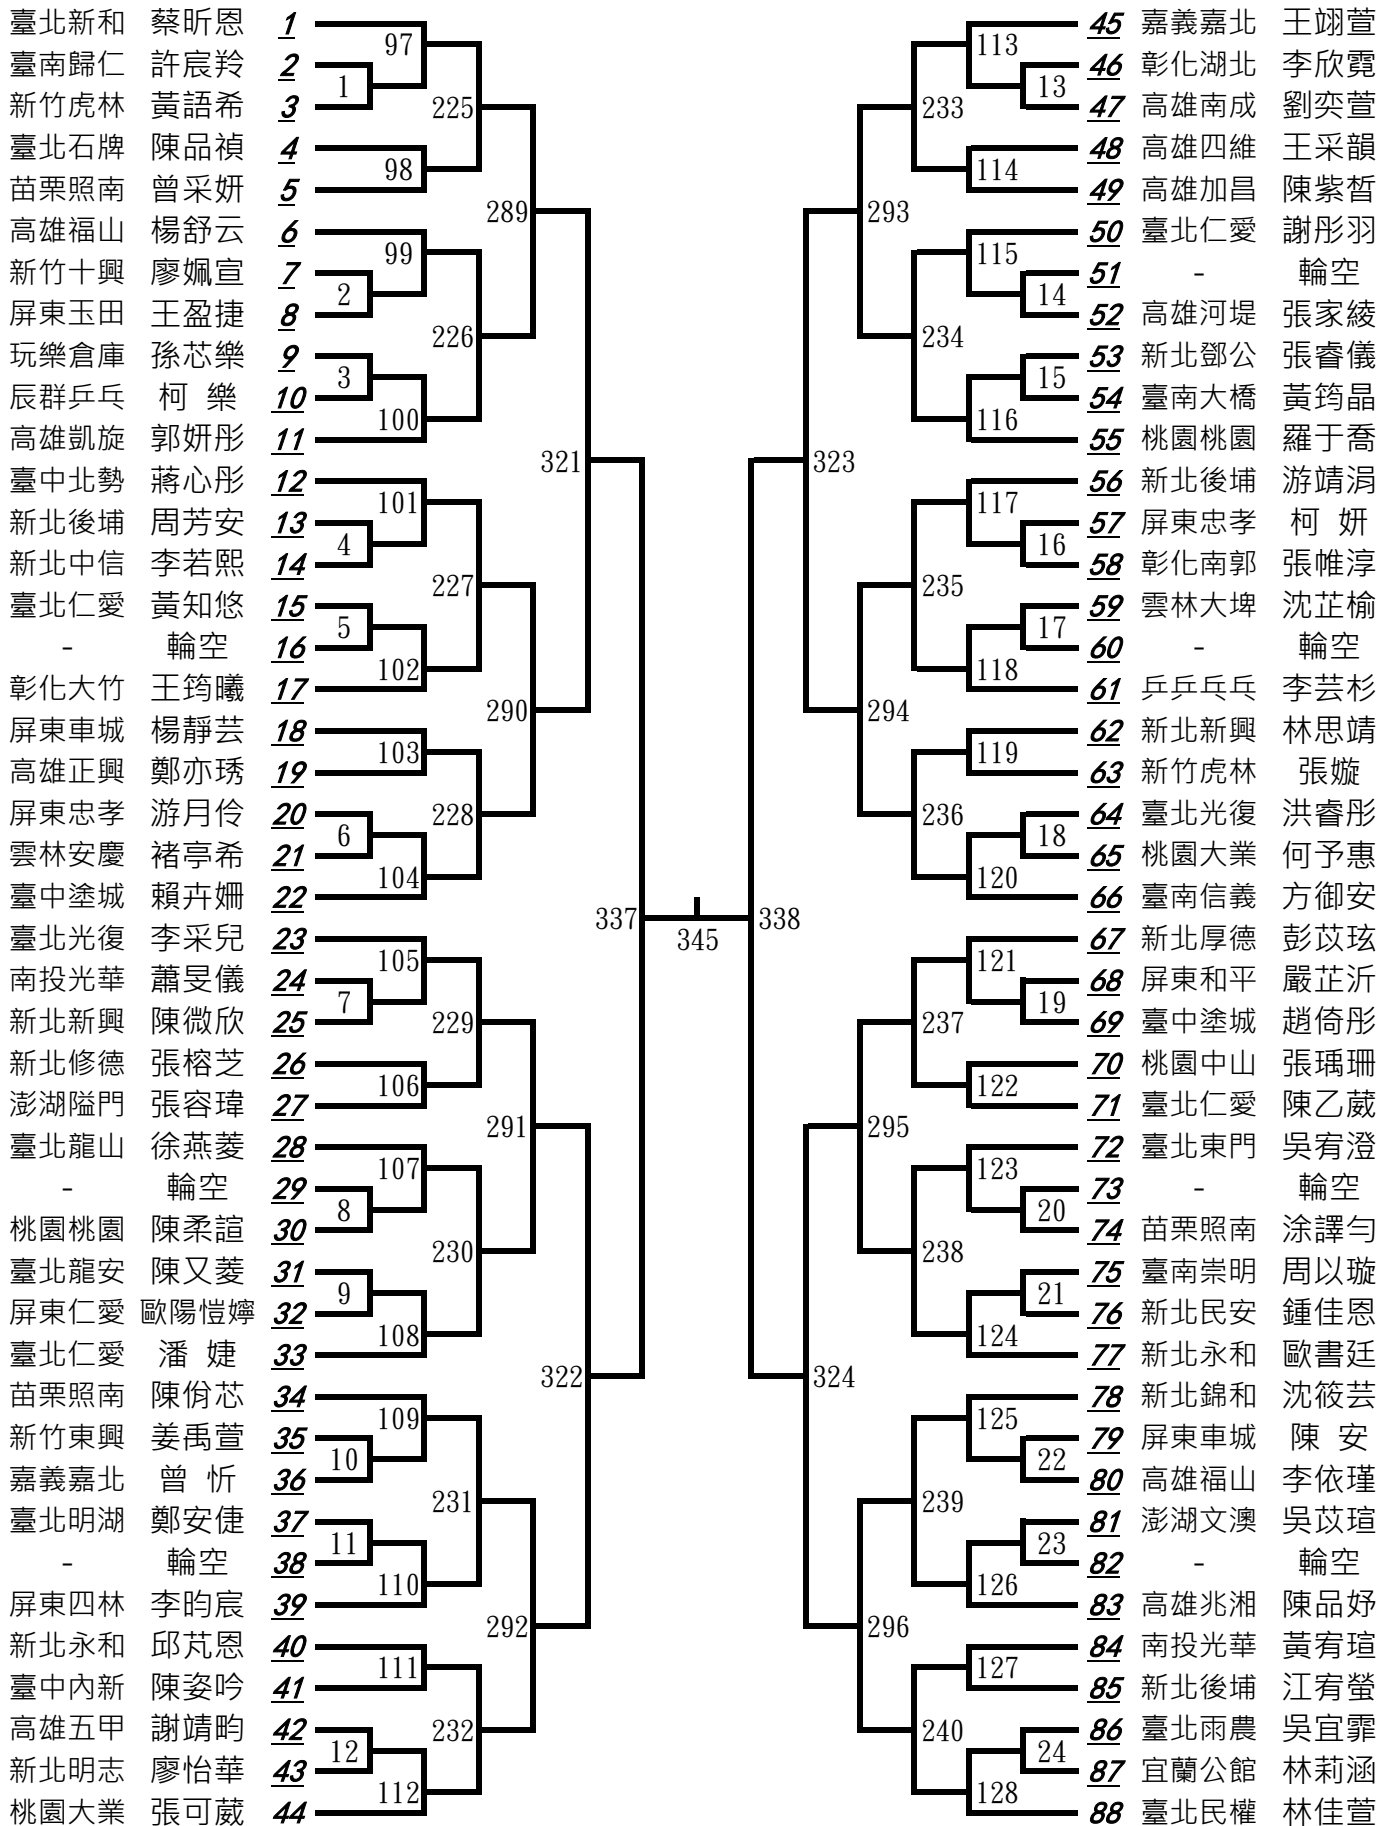 臺北新和 蔡昕恩 1
臺南歸仁 許宸羚 2
新竹虎林 黃語希 3
臺北石牌 陳品禎 4
苗栗照南 曾采妍 5
高雄福山 楊舒云 6
新竹十興 廖姵宣 7
屏東玉田 王盈捷 8
玩樂倉庫 孫芯樂 9
辰群乒乓 柯 樂 10
高雄凱旋 郭妍彤 11
臺中北勢 蔣心彤 12
新北後埔 周芳安 13
新北中信 李若熙 14
臺北仁愛 黃知悠 15
- 輪空 16
彰化大竹 王筠曦 17
屏東車城 楊靜芸 18
高雄正興 鄭亦琇 19
屏東忠孝 游月伶 20
雲林安慶 褚亭希 21
臺中塗城 賴卉姍 22
臺北光復 李采兒 23
南投光華 蕭旻儀 24
新北新興 陳微欣 25
新北修德 張榕芝 26
澎湖隘門 張容瑋 27
臺北龍山 徐燕菱 28
- 輪空 29
桃園桃園 陳柔諠 30
臺北龍安 陳又菱 31
屏東仁愛 歐陽愷嬣 32
臺北仁愛 潘 婕 33
苗栗照南 陳佾芯 34
新竹東興 姜禹萱 35
嘉義嘉北 曾 忻 36
臺北明湖 鄭安倢 37
- 輪空 38
屏東四林 李昀宸 39
新北永和 邱芃恩 40
臺中內新 陳姿吟 41
高雄五甲 謝靖畇 42
新北明志 廖怡華 43
桃園大業 張可葳 44
1
2
3
4
5
6
7
8
9
10
11
12
97
98
99
100
101
102
103
104
105
106
107
108
109
110
111
112
225
226
227
228
229
230
231
232
289
290
291
292
321
322
337
345
338
323
324
293
294
295
296
233
234
235
236
237
238
239
240
113
114
115
116
117
118
119
120
121
122
123
124
125
126
127
128
13
14
15
16
17
18
19
20
21
22
23
24
45 嘉義嘉北 王翊萱
46 彰化湖北 李欣霓
47 高雄南成 劉奕萱
48 高雄四維 王采韻
49 高雄加昌 陳紫皙
50 臺北仁愛 謝彤羽
51 - 輪空
52 高雄河堤 張家綾
53 新北鄧公 張睿儀
54 臺南大橋 黃筠晶
55 桃園桃園 羅于喬
56 新北後埔 游靖涓
57 屏東忠孝 柯 妍
58 彰化南郭 張帷淳
59 雲林大埤 沈芷榆
60 - 輪空
61 乒乒乓乓 李芸杉
62 新北新興 林思靖
63 新竹虎林 張嫙
64 臺北光復 洪睿彤
65 桃園大業 何予惠
66 臺南信義 方御安
67 新北厚德 彭苡玹
68 屏東和平 嚴芷沂
69 臺中塗城 趙倚彤
70 桃園中山 張瑀珊
71 臺北仁愛 陳乙葳
72 臺北東門 吳宥澄
73 - 輪空
74 苗栗照南 涂譯勻
75 臺南崇明 周以璇
76 新北民安 鍾佳恩
77 新北永和 歐書廷
78 新北錦和 沈筱芸
79 屏東車城 陳 安
80 高雄福山 李依瑾
81 澎湖文澳 吳苡瑄
82 - 輪空
83 高雄兆湘 陳品妤
84 南投光華 黃宥瑄
85 新北後埔 江宥螢
86 臺北雨農 吳宜霏
87 宜蘭公館 林莉涵
88 臺北民權 林佳萱